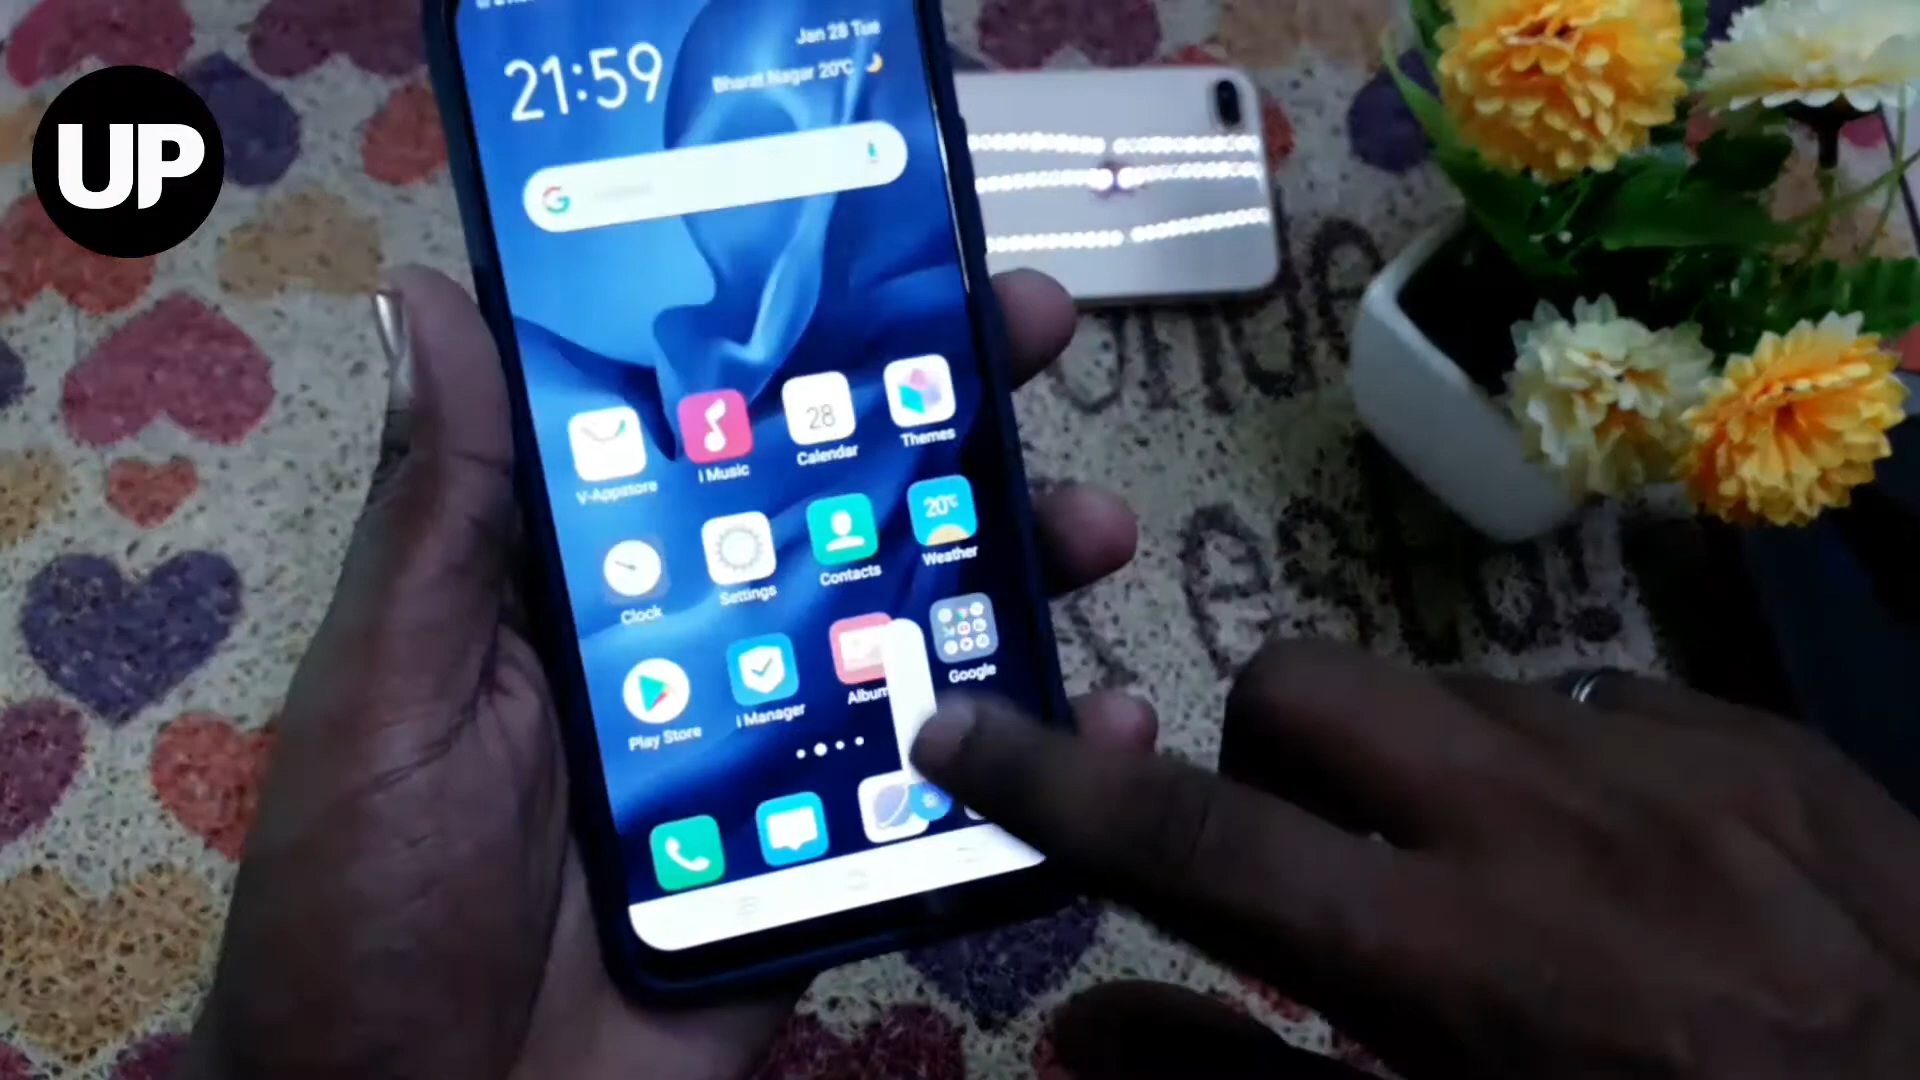 UP
21:59
Jan 28 Tue
Bharat Nagar 20°C
G
V-Appstore
i Music
28
Calendar
Themes
Clock
Settings
Contacts
20°C
Weather
Play Store
i Manager
Album
Google